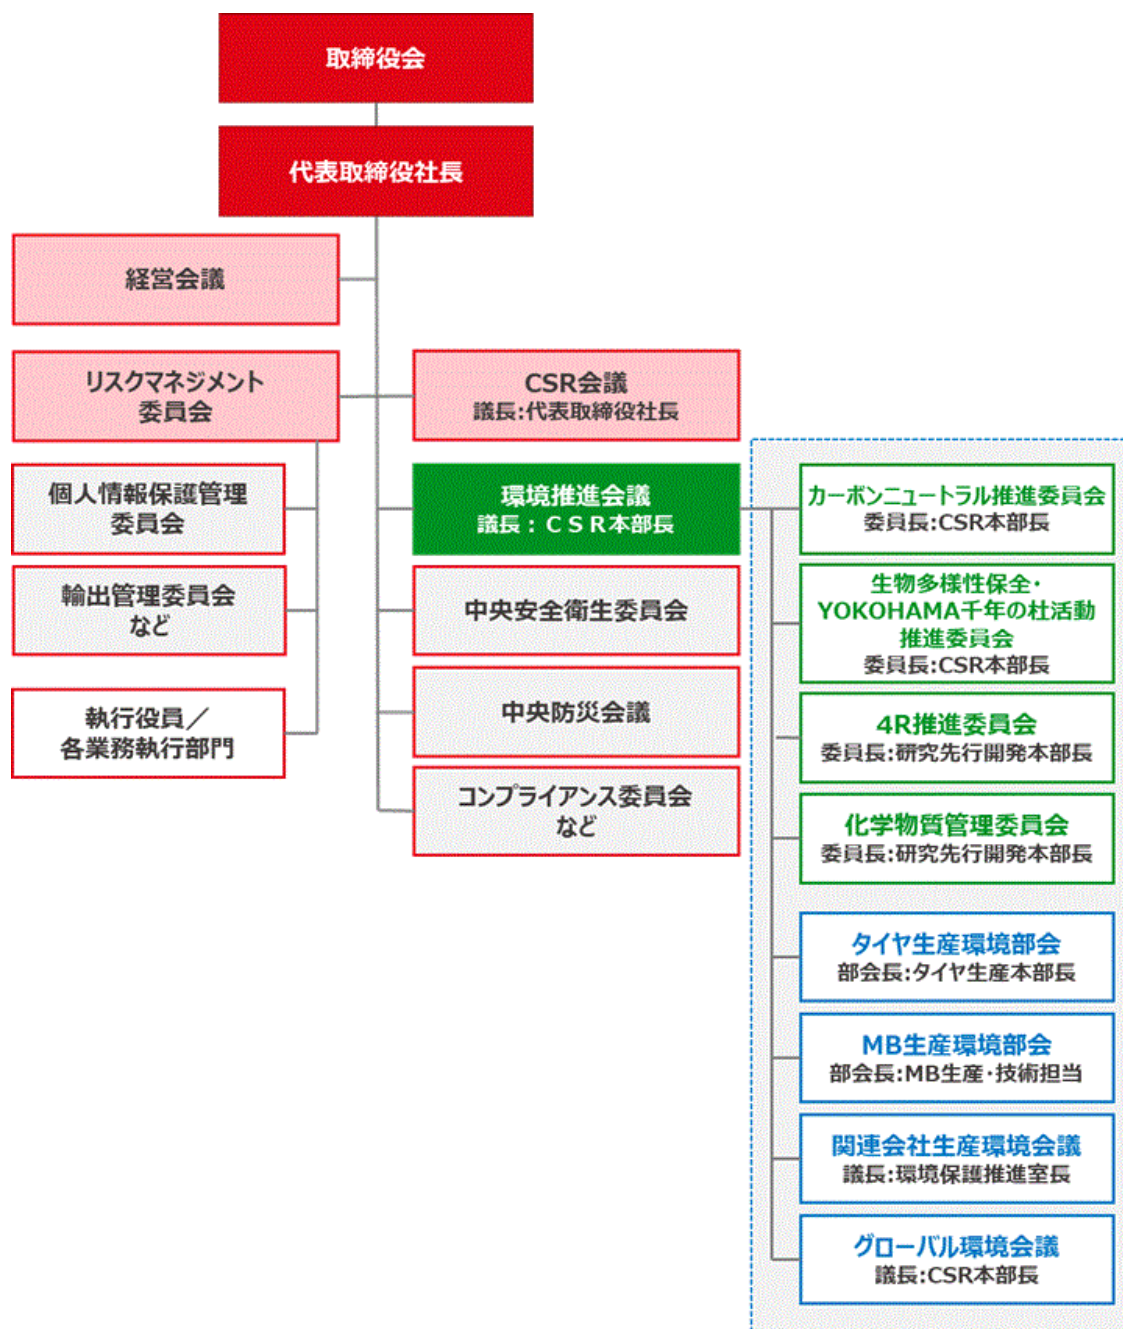 取締役会
代表取締役社長
経営会議
リスクマネジメント
委員会
CSR会議
議長:代表取締役社長
個人情報保護管理
委員会
環境推進会議
議長：ＣＳＲ本部長
カーボンニュートラル推進委員会
委員長:CSR本部長
輸出管理委員会
など
中央安全衛生委員会
生物多様性保全・
YOKOHAMA千年の杜活動
推進委員会
委員長:CSR本部長
執行役員／
各業務執行部門
中央防災会議
4R推進委員会
委員長:研究先行開発本部長
コンプライアンス委員会
など
化学物質管理委員会
委員長:研究先行開発本部長
タイヤ生産環境部会
部会長:タイヤ生産本部長
MB生産環境部会
部会長:MB生産・技術担当
関連会社生産環境会議
議長:環境保護推進室長
グローバル環境会議
議長:CSR本部長